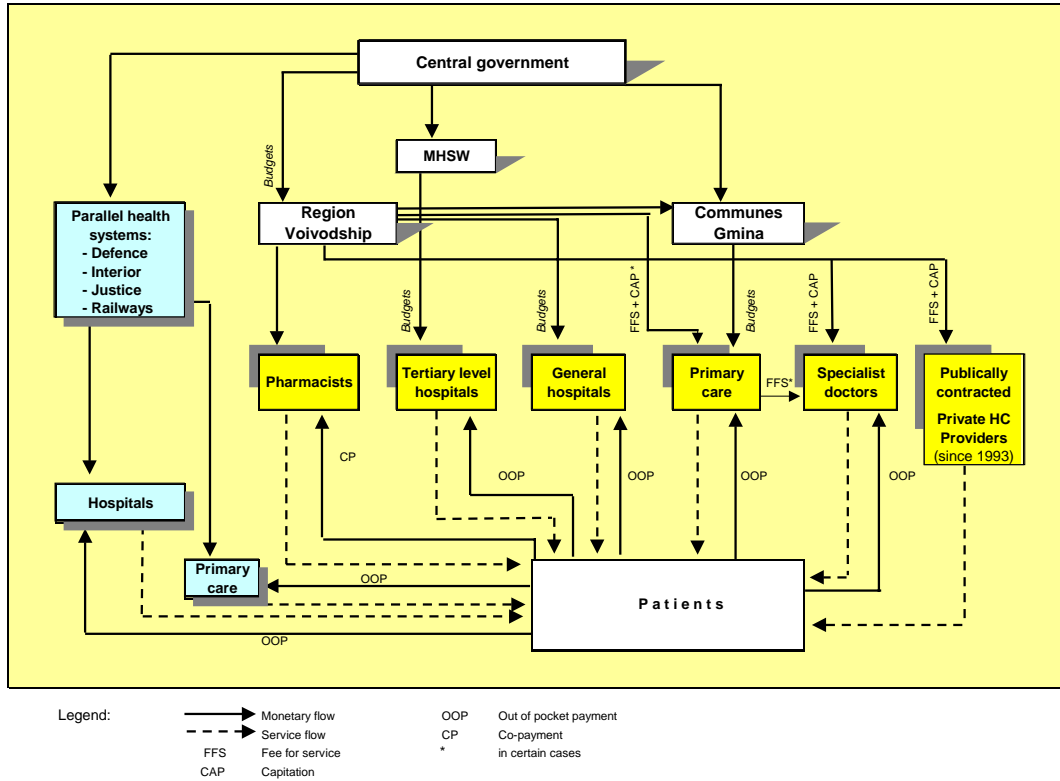 Central government
Budgets
MHSW
Parallel health
systems:
- Defence
- Interior
- Justice
- Railways
Region
Voivodship
Communes
Gmina
Budgets
Budgets
FFS + CAP *
Budgets
FFS + CAP
FFS + CAP
Pharmacists
Tertiary level
hospitals
General
hospitals
Primary
care
FFS*
Specialist
doctors
Publically
contracted
Private HC
Providers
(since 1993)
CP
OOP
OOP
OOP
OOP
Hospitals
Primary
care
OOP
Patients
OOP
Legend:
Monetary flow
OOP Out of pocket payment
Service flow
CP Co-payment
FFS Fee for service
* in certain cases
CAP Capitation